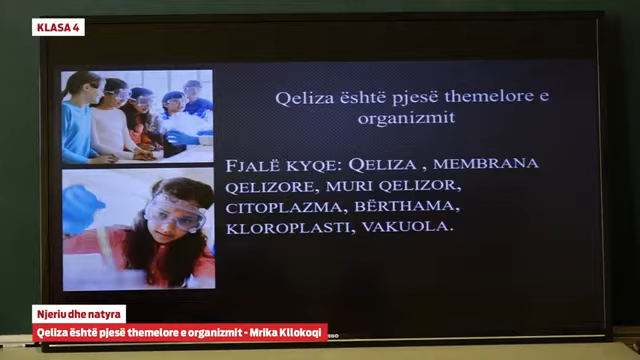 KLASA 4
Qeliza është pjesë themelore e
organizmit
FJALË KYQE: QELIZA , MEMBRANA
QELIZORE, MURI QELIZOR,
CITOPLAZMA, BËRTHAMA,
KLOROPLASTI, VAKUOLA.
Njeriu dhe natyra
Qeliza është pjesë themelore e organizmit - Mrika Kllokoqi